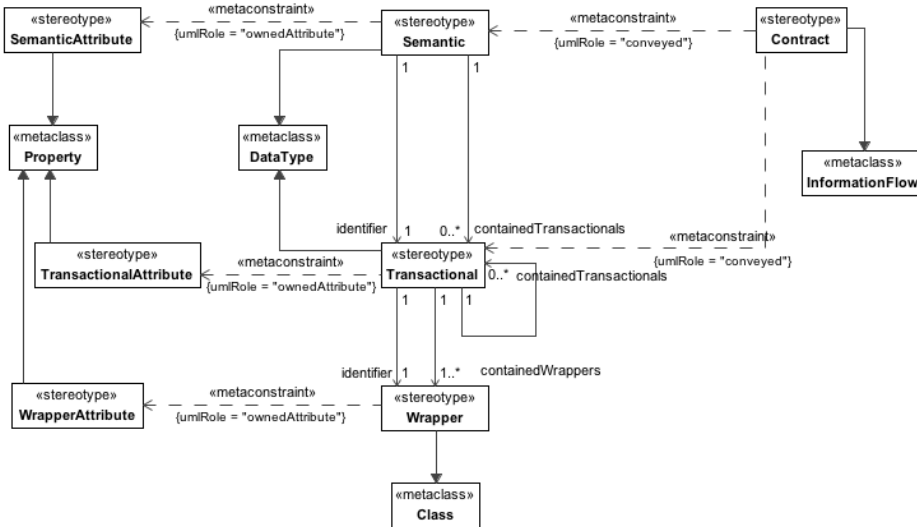 «stereotype»
SemanticAttribute
«metaconstraint»
{umlRole = "ownedAttribute"}
«stereotype»
Semantic
«metaconstraint»
{umlRole = "conveyed"}
«stereotype»
Contract
1
1
«metaclass»
Property
«metaclass»
DataType
«metaclass»
InformationFlow
identifier
1
0..*
containedTransactionals
«metaconstraint»
{umlRole = "conveyed"}
«stereotype»
TransactionalAttribute
«metaconstraint»
{umlRole = "ownedAttribute"}
«stereotype»
Transactional
0..*
containedTransactionals
1
1
1
identifier
1
1..*
containedWrappers
«stereotype»
WrapperAttribute
«metaconstraint»
{umlRole = "ownedAttribute"}
«stereotype»
Wrapper
«metaclass»
Class